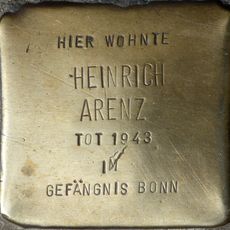 HIER WOHNTE
HEINRICH
ARENZ
TOT 1943
IM
GEFÄNGNIS BONN